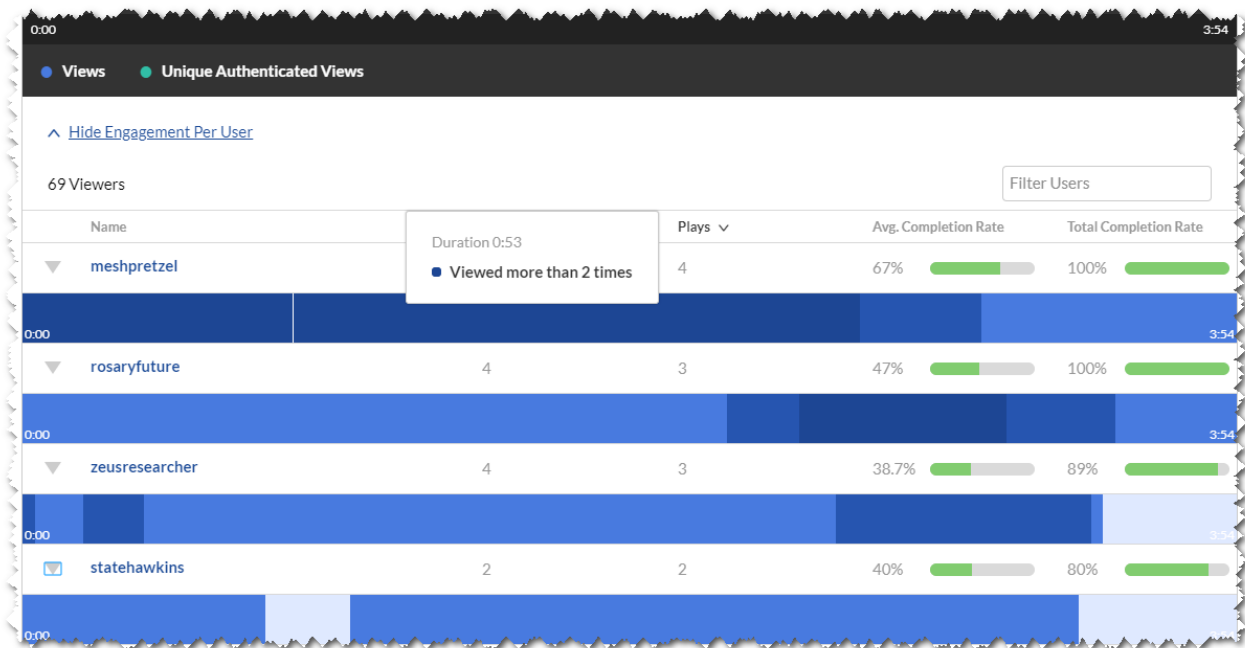 0:00 3:54
Views Unique Authenticated Views
Hide Engagement Per User
69 Viewers Filter Users
Name Plays Avg. Completion Rate Total Completion Rate
Duration 0:53
Viewed more than 2 times
meshpretzel 4 67% 100%
0:00 3:54
rosaryfuture 4 3 47% 100%
0:00 3:54
zeusresearcher 4 3 38.7% 89%
0:00 3:54
statehawkins 2 2 40% 80%
0:00